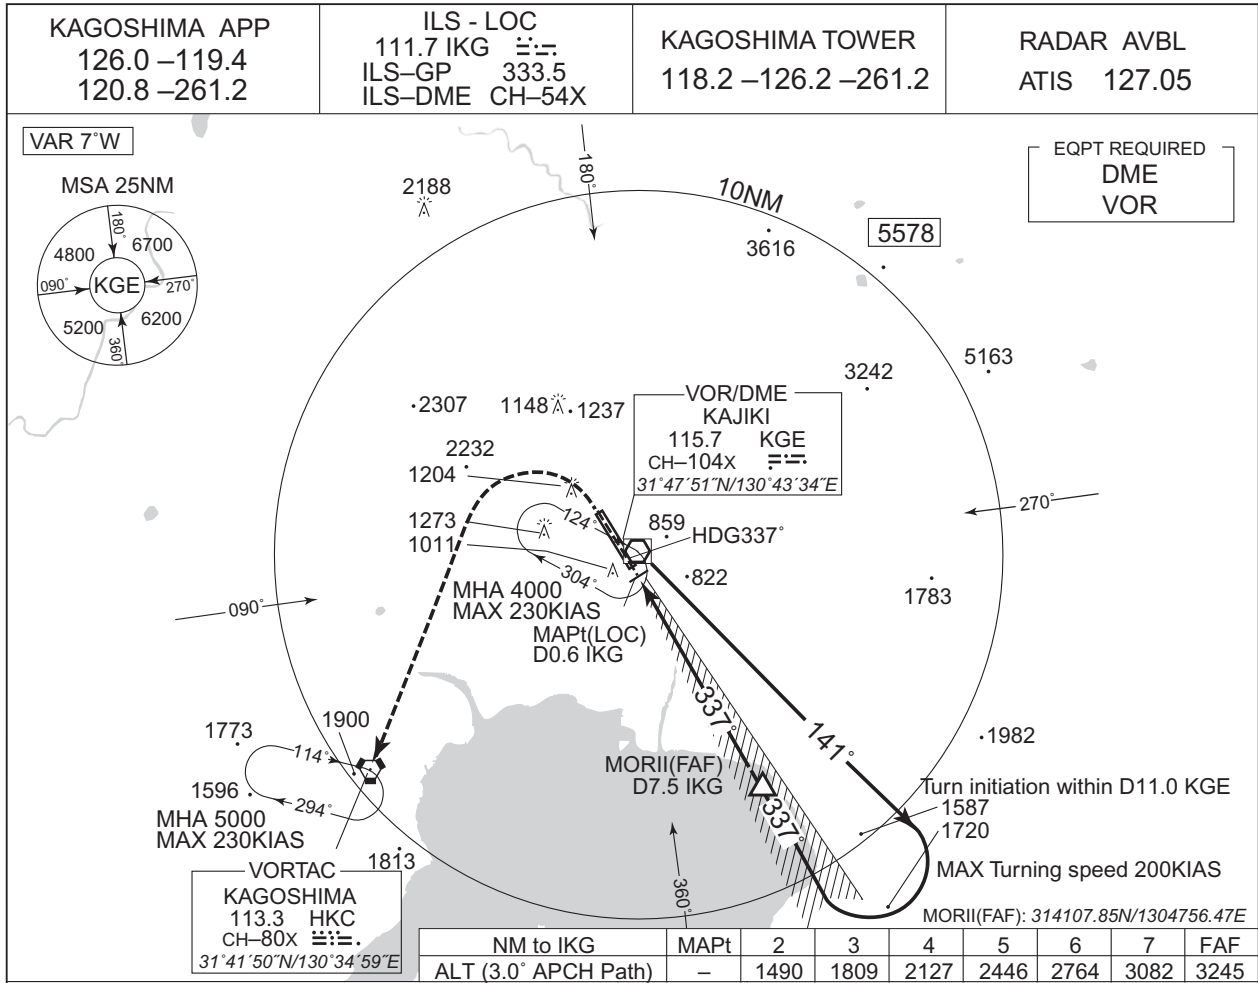 KAGOSHIMA APP
126.0 –119.4
120.8 –261.2
ILS - LOC
111.7 IKG
ILS–GP 333.5
ILS–DME CH–54X
KAGOSHIMA TOWER
118.2 –126.2 –261.2
RADAR AVBL
ATIS 127.05
VAR 7˚W
MSA 25NM
180˚
4800
6700
090˚
KGE
270˚
5200
6200
360˚
2188
180˚
10NM
3616
5578
EQPT REQUIRED
DME
VOR
5163
3242
2307
1148
1237
VOR/DME
KAJIKI
115.7 KGE
CH–104X
31˚47´51˝N/130˚43´34˝E
2232
1204
1273
1011
124˚
304˚
859
HDG337˚
822
270˚
1783
090˚
MHA 4000
MAX 230KIAS
MAPt(LOC)
D0.6 IKG
337˚
141˚
1982
1773
1900
114˚
1596
294˚
MHA 5000
MAX 230KIAS
MORII(FAF)
D7.5 IKG
337˚
Turn initiation within D11.0 KGE
1587
1720
MAX Turning speed 200KIAS
1813
VORTAC
KAGOSHIMA
113.3 HKC
CH–80X
31˚41´50˝N/130˚34´59˝E
360˚
MORII(FAF): 314107.85N/1304756.47E
NM to IKG MAPt 2 3 4 5 6 7 FAF
ALT (3.0˚ APCH Path) – 1490 1809 2127 2446 2764 3082 3245